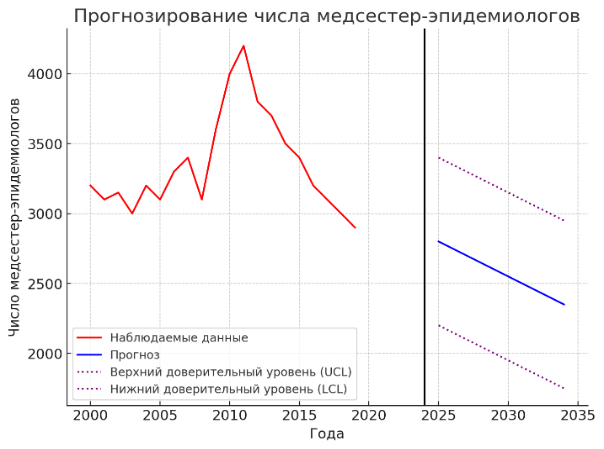 Прогнозирование числа медсестер-эпидемиологов
Число медсестер-эпидемиологов
4000
3500
3000
2500
2000
Наблюдаемые данные
Прогноз
Верхний доверительный уровень (UCL)
Нижний доверительный уровень (LCL)
2000 2005 2010 2015 2020 2025 2030 2035
Года